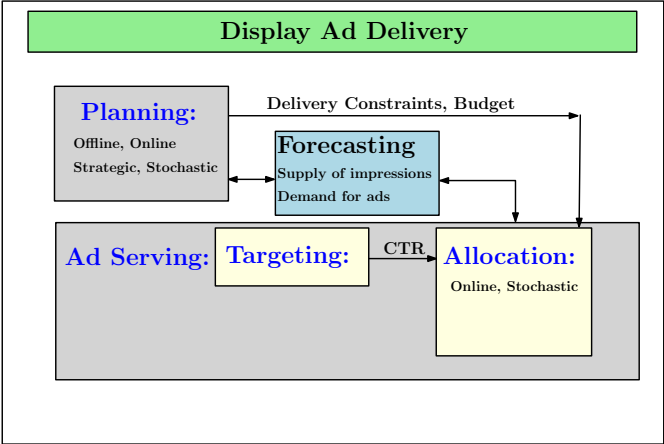 Display Ad Delivery
Planning:
Offline, Online
Strategic, Stochastic
Delivery Constraints, Budget
Forecasting
Supply of impressions
Demand for ads
Ad Serving:
Targeting:
CTR
Allocation:
Online, Stochastic